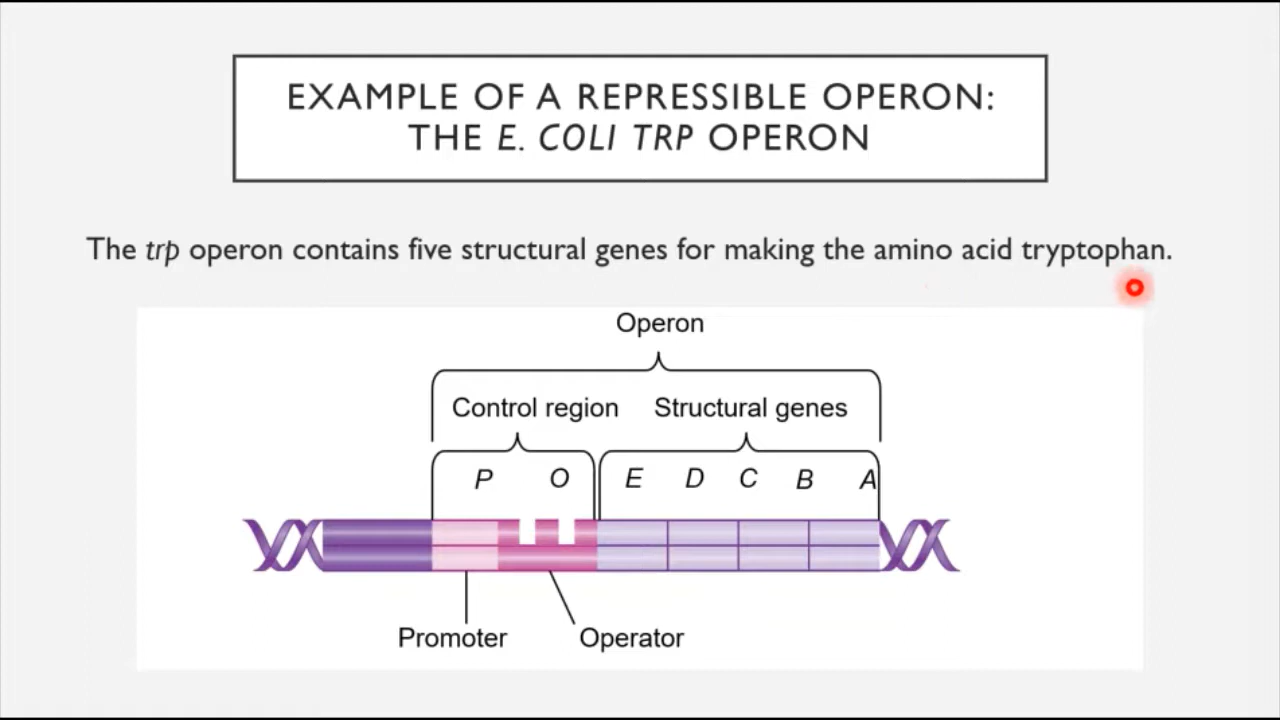 EXAMPLE OF A REPRESSIBLE OPERON:
THE E. COLI TRP OPERON
The trp operon contains five structural genes for making the amino acid tryptophan.
Operon
Control region Structural genes
P O E D C B A
Promoter Operator